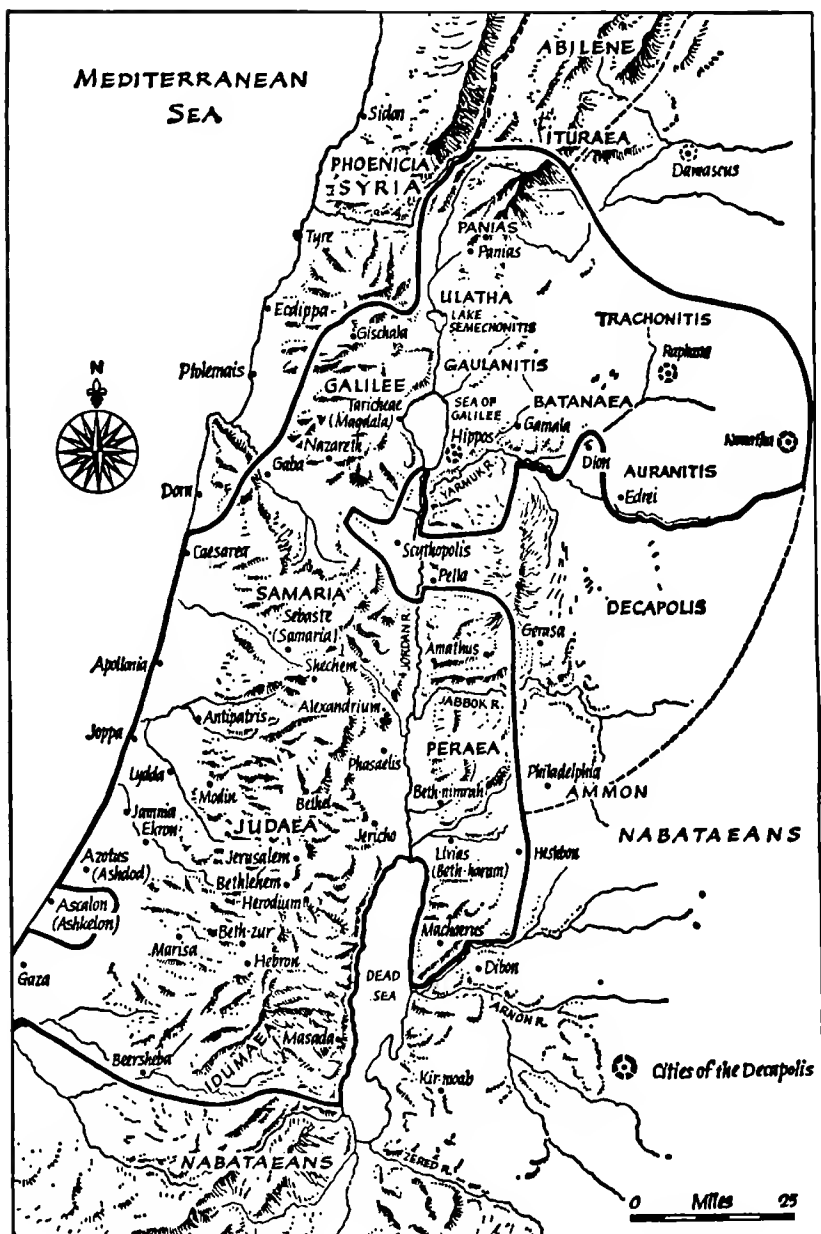 ABILENE
MEDITERRANEAN
SEA
Sidon
ITURAEA
PHOENICIA
SYRIA
Damascus
PANIAS
Panias
Tyre
ULATHA
LAKE
SEMECHONITIS
Ecdippa
TRACHONITIS
Gischala
GAULANITIS
Raphana
N
Ptolemais
GALILEE
SEA OF
GALILEE
BATANAEA
Taricheae
(Magdala)
Hippos
Gamala
Nazareth
Dion
Gaba
YARMUK R.
AURANITIS
Edrei
Dora
Caesarea
Scythopolis
Pella
SAMARIA
Sebaste
(Samaria)
DECAPOLIS
JORDAN R.
Gerasa
Amathus
Apollonia
Shechem
JABBOK R.
Alexandrium
Antipatris
Joppa
PERAEA
Phasaelis
Philadelphia
Lydda
Modin
Bethel
Beth-nimrah
AMMON
Jamnia
JUDAEA
Jericho
NABATAEANS
Ekron
Livias
(Beth-haram)
Heshbon
Azotus
(Ashdod)
Jerusalem
Bethlehem
Herodium
Ascalon
(Ashkelon)
Beth-zur
Machaerus
Marisa
Hebron
Gaza
DEAD
SEA
Dibon
ARNON R.
Masada
IDUMAEA
Beersheba
Kir-moab
Cities of the Decapolis
NABATAEANS
ZERED R.
0 Miles 25